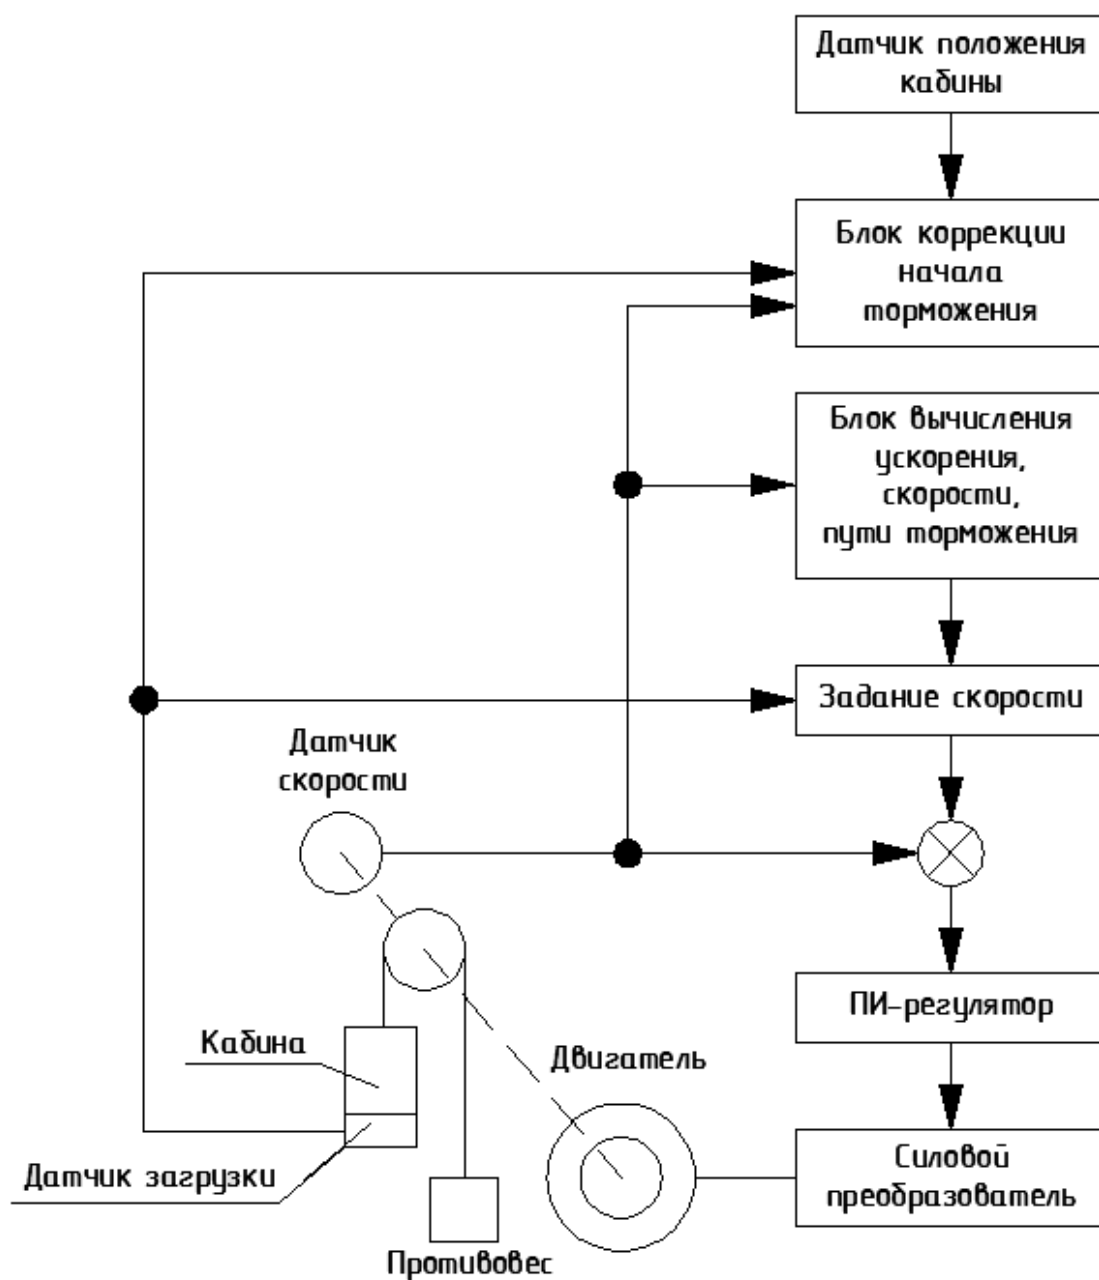 Датчик положения
кабины
Блок коррекции
начала
торможения
Блок вычисления
ускорения,
скорости,
пути торможения
Задание скорости
Датчик
скорости
ПИ-регулятор
Кабина
Двигатель
Датчик загрузки
Силовой
преобразователь
Противовес